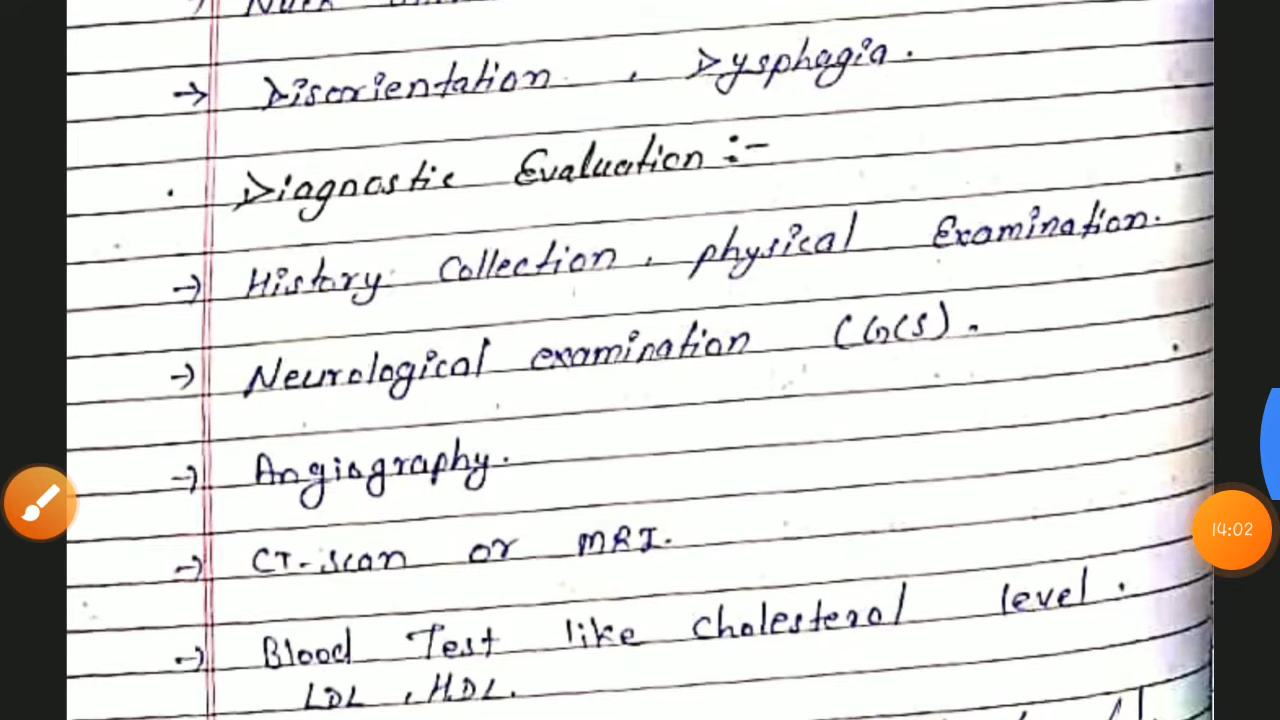 → Disorientation , Dysphagia.
. Diagnostic Evaluation :-
→ History Collection, physical Examination.
→ Neurological examination (GCS).
→ Angiography.
→ CT-scan or MRI.
→ Blood Test like cholesterol level.
LDL , HDL.
14:02